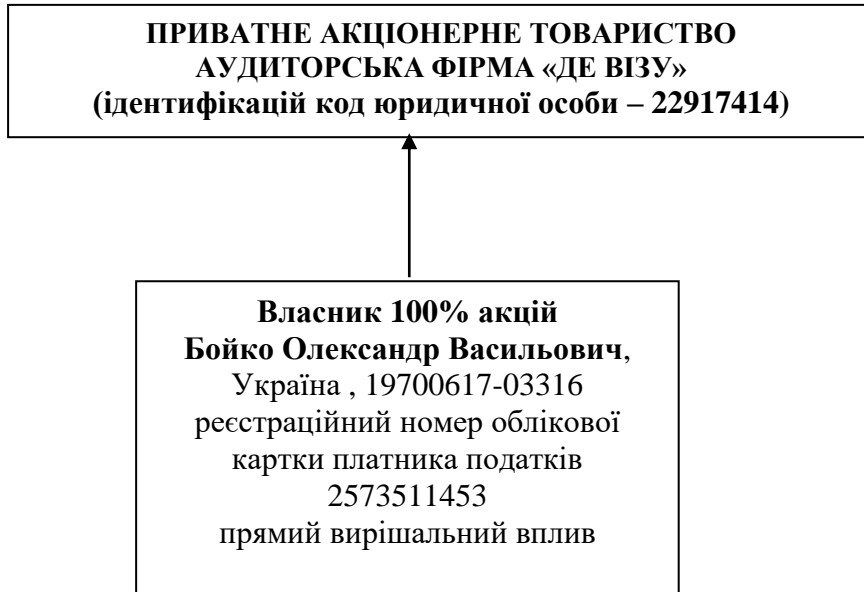 ПРИВАТНЕ АКЦІОНЕРНЕ ТОВАРИСТВО
АУДИТОРСЬКА ФІРМА «ДЕ ВІЗУ»
(ідентифікацій код юридичної особи – 22917414)
Власник 100% акцій
Бойко Олександр Васильович,
Україна , 19700617-03316
реєстраційний номер облікової
картки платника податків
2573511453
прямий вирішальний вплив